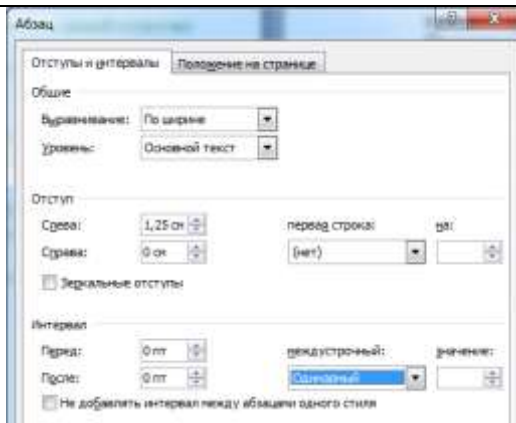 Абзац
Отступы и интервалы Положение на странице
Общие
Выравнивание: По ширине
Уровень: Основной текст
Отступ
Слева: 1,25 см первая строка: на:
Справа: 0 см (нет)
Зеркальные отступы
Интервал
Перед: 0 пт междустрочный: значение:
После: 0 пт Одинарный
Не добавлять интервал между абзацами одного стиля